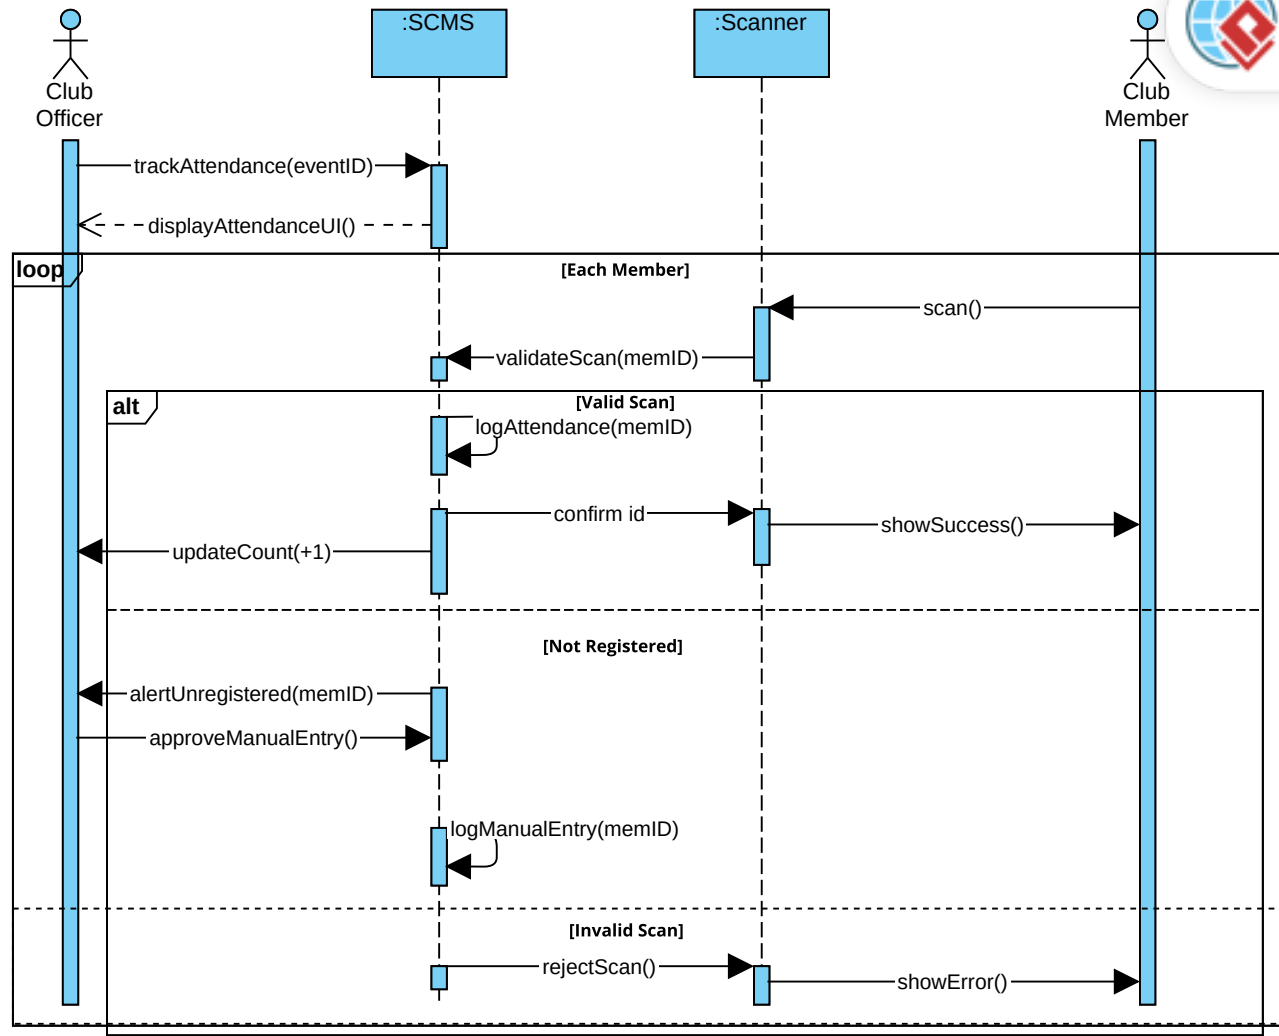 :SCMS
:Scanner
Club
Officer
Club
Member
trackAttendance(eventID)
displayAttendanceUI()
loop
[Each Member]
scan()
validateScan(memID)
alt
[Valid Scan]
logAttendance(memID)
confirm id
showSuccess()
updateCount(+1)
[Not Registered]
alertUnregistered(memID)
approveManualEntry()
logManualEntry(memID)
[Invalid Scan]
rejectScan()
showError()